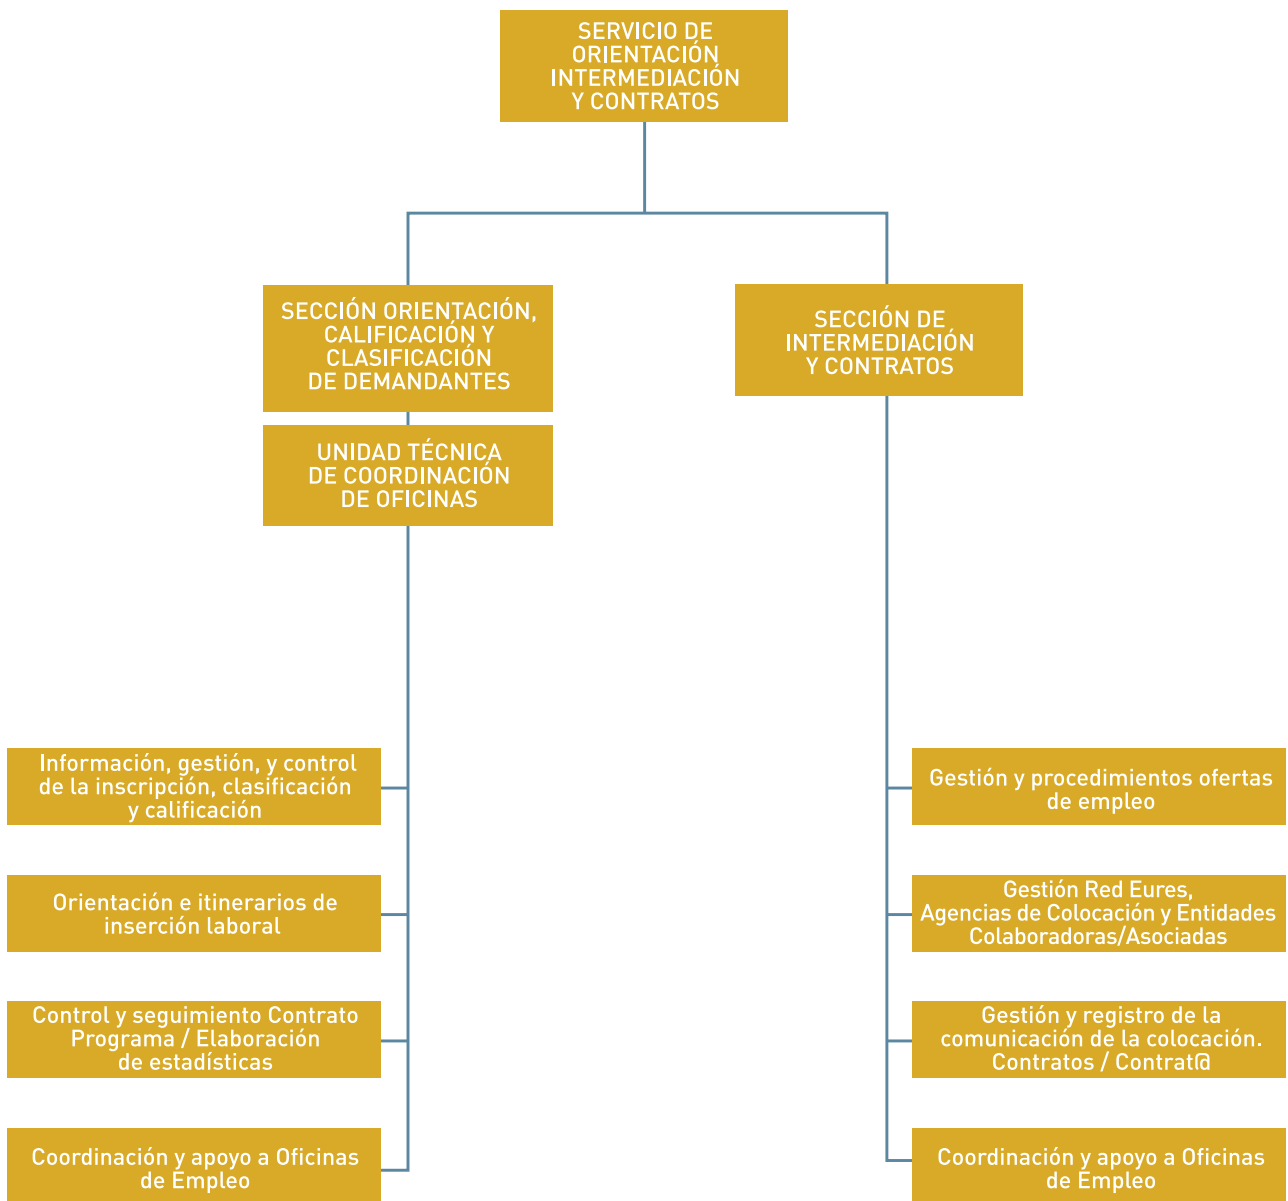 SERVICIO DE
ORIENTACIÓN
INTERMEDIACIÓN
Y CONTRATOS
SECCIÓN ORIENTACIÓN,
CALIFICACIÓN Y
CLASIFICACIÓN
DE DEMANDANTES
UNIDAD TÉCNICA
DE COORDINACIÓN
DE OFICINAS
Información, gestión, y control
de la inscripción, clasificación
y calificación
Orientación e itinerarios de
inserción laboral
Control y seguimiento Contrato
Programa / Elaboración
de estadísticas
Coordinación y apoyo a Oficinas
de Empleo
SECCIÓN DE
INTERMEDIACIÓN
Y CONTRATOS
Gestión y procedimientos ofertas
de empleo
Gestión Red Eures,
Agencias de Colocación y Entidades
Colaboradoras/Asociadas
Gestión y registro de la
comunicación de la colocación.
Contratos / Contrat@
Coordinación y apoyo a Oficinas
de Empleo